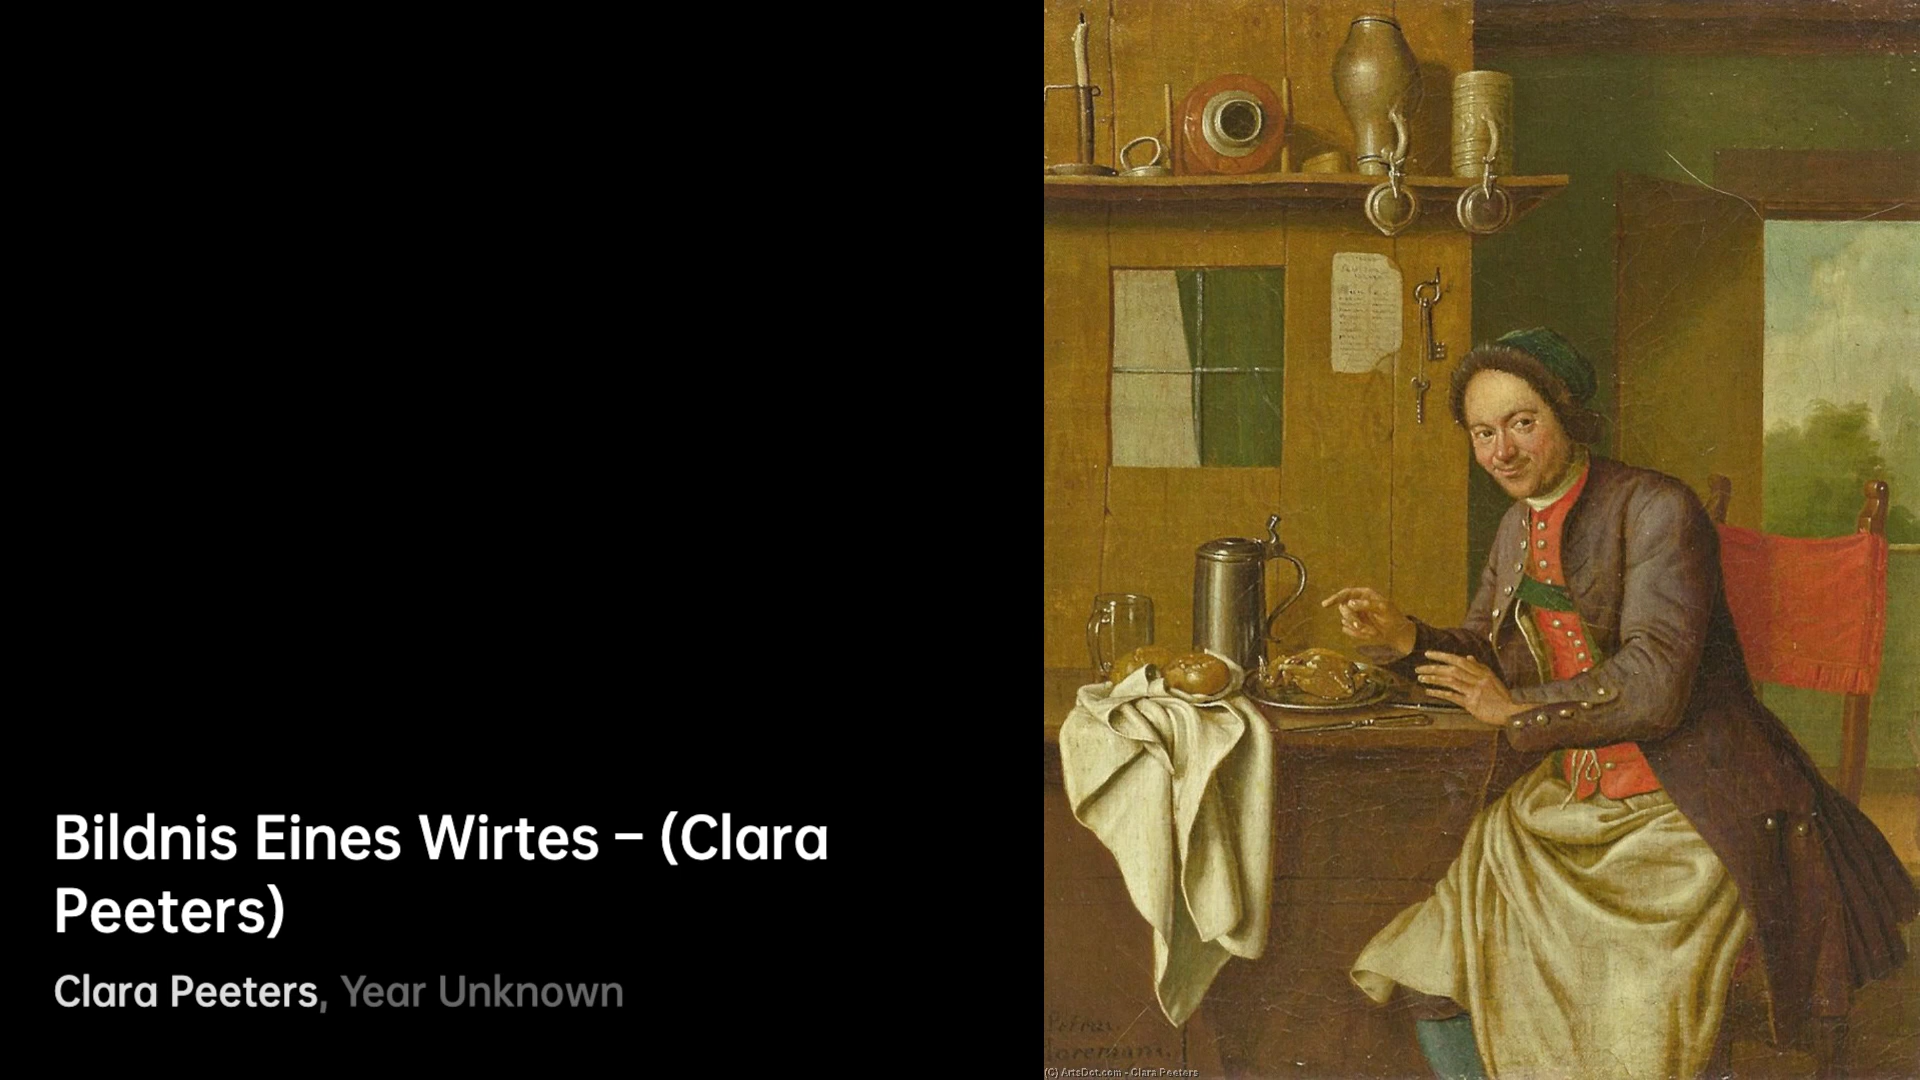 Bildnis Eines Wirtes – (Clara
Peeters)
Clara Peeters, Year Unknown
(C) ArtsDot.com - Clara Peeters